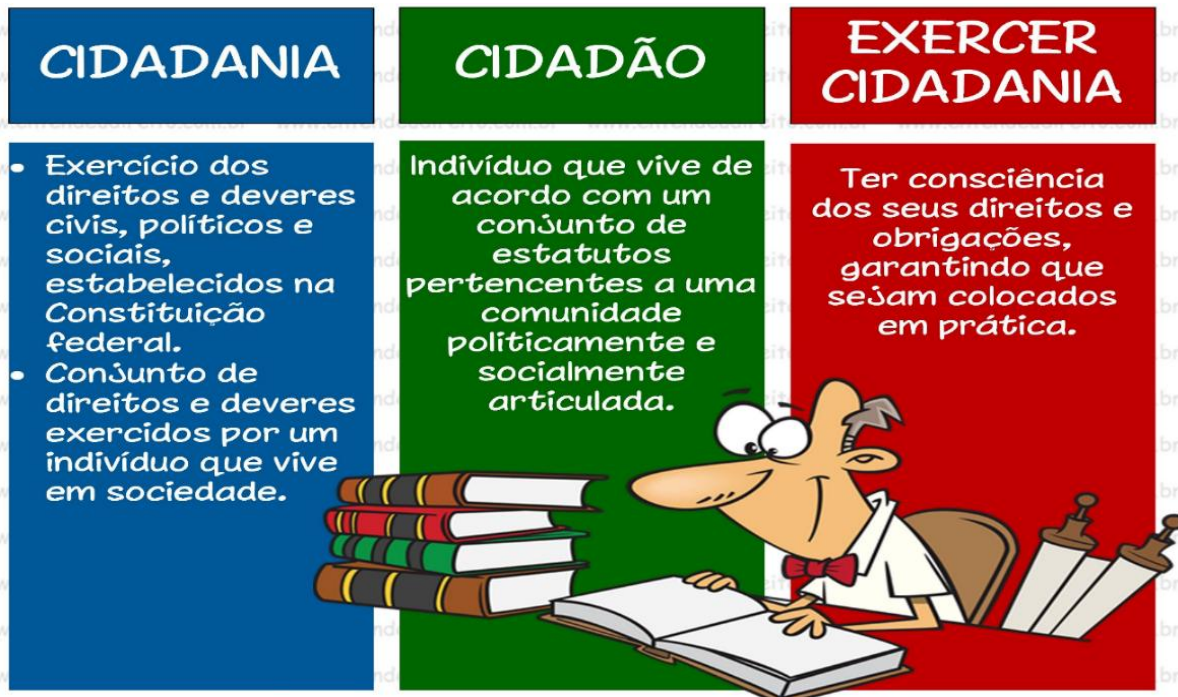 CIDADANIA
• Exercício dos
direitos e deveres
civis, políticos e
sociais,
estabelecidos na
Constituição
federal.
• Conjunto de
direitos e deveres
exercidos por um
indivíduo que vive
em sociedade.
CIDADÃO
Indivíduo que vive de
acordo com um
conjunto de
estatutos
pertencentes a uma
comunidade
politicamente e
socialmente
articulada.
EXERCER
CIDADANIA
Ter consciência
dos seus direitos e
obrigações,
garantindo que
sejam colocados
em prática.